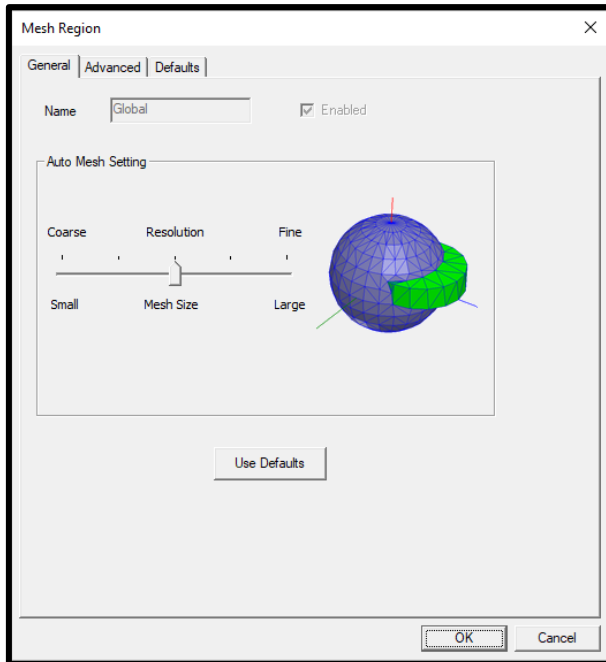 Mesh Region
General Advanced Defaults
Name Global Enabled
Auto Mesh Setting
Coarse Resolution Fine
Small Mesh Size Large
Use Defaults
OK Cancel